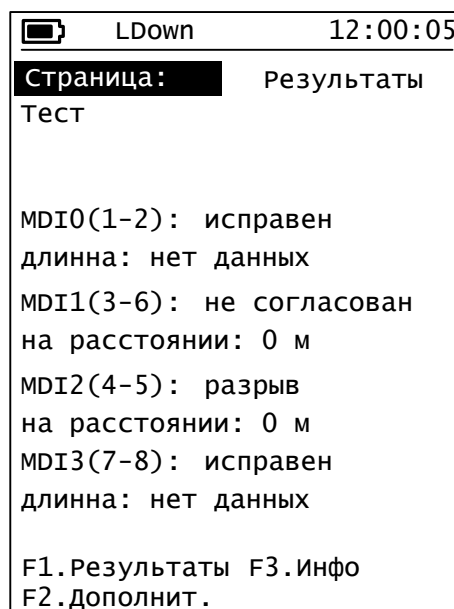 LDown 12:00:05
Страница: Результаты
Тест
MDI0(1-2): исправен
длинна: нет данных
MDI1(3-6): не согласован
на расстоянии: 0 м
MDI2(4-5): разрыв
на расстоянии: 0 м
MDI3(7-8): исправен
длинна: нет данных
F1.Результаты F3.Инфо
F2.Дополнит.